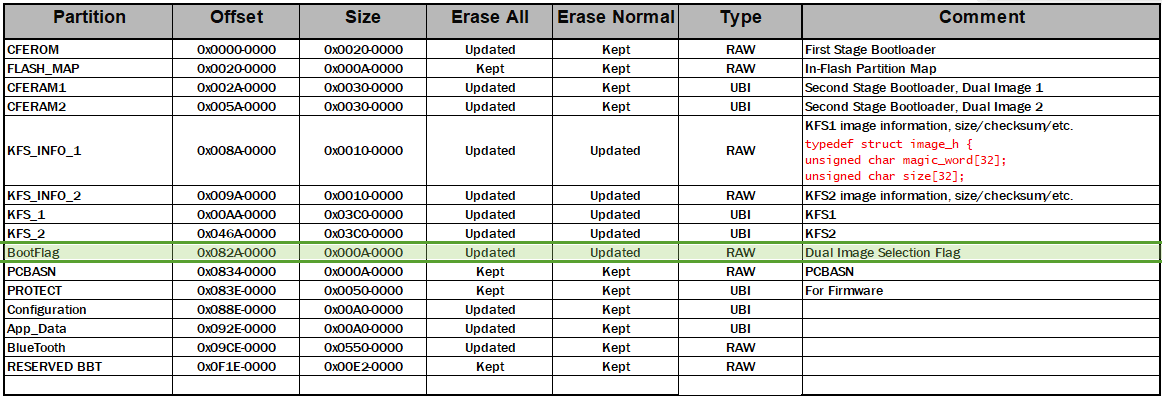 Partition Offset Size Erase All Erase Normal Type Comment
CFEROM 0x0000-0000 0x0020-0000 Updated Kept RAW First Stage Bootloader
FLASH_MAP 0x0020-0000 0x000A-0000 Kept Kept RAW In-Flash Partition Map
CFERAM1 0x002A-0000 0x0030-0000 Updated Kept UBI Second Stage Bootloader, Dual Image 1
CFERAM2 0x005A-0000 0x0030-0000 Updated Kept UBI Second Stage Bootloader, Dual Image 2
KFS_INFO_1 0x008A-0000 0x0010-0000 Updated Updated RAW KFS1 image information, size/checksum/etc.
typedef struct image_h {
unsigned char magic_word[32];
unsigned char size[32];
KFS_INFO_2 0x009A-0000 0x0010-0000 Updated Updated RAW KFS2 image information, size/checksum/etc.
KFS_1 0x00AA-0000 0x03C0-0000 Updated Updated UBI KFS1
KFS_2 0x046A-0000 0x03C0-0000 Updated Updated UBI KFS2
BootFlag 0x082A-0000 0x000A-0000 Updated Updated RAW Dual Image Selection Flag
PCBASN 0x0834-0000 0x000A-0000 Kept Kept RAW PCBASN
PROTECT 0x083E-0000 0x0050-0000 Kept Kept UBI For Firmware
Configuration 0x088E-0000 0x00A0-0000 Updated Kept UBI
App_Data 0x092E-0000 0x00A0-0000 Updated Kept UBI
BlueTooth 0x09CE-0000 0x0550-0000 Updated Kept RAW
RESERVED BBT 0x0F1E-0000 0x00E2-0000 Kept Kept RAW